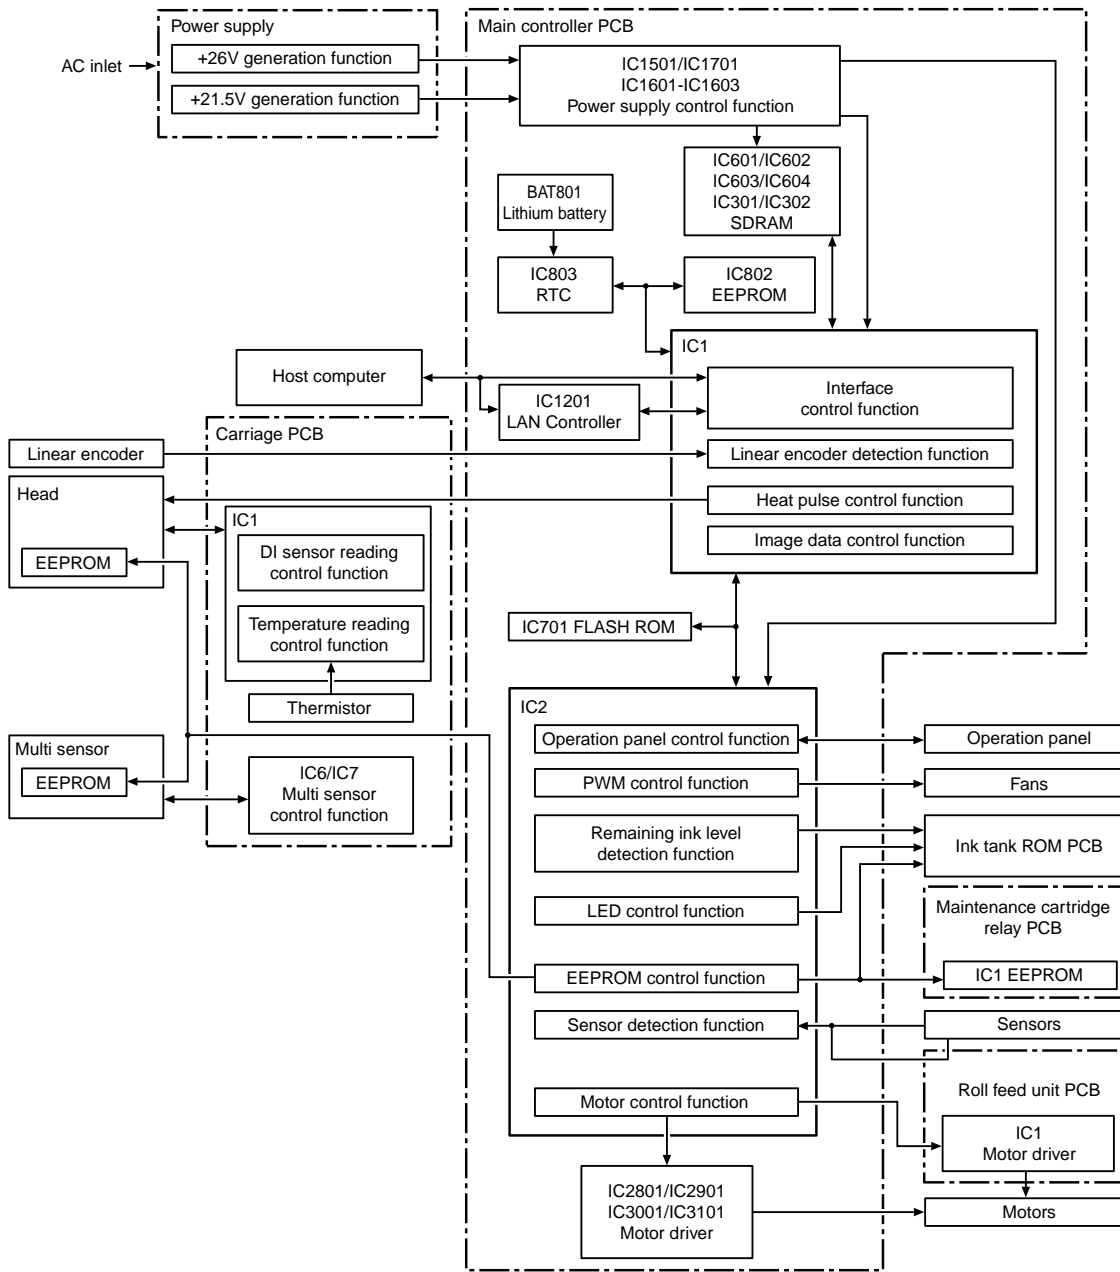 Power supply
Main controller PCB
AC inlet
+26V generation function
+21.5V generation function
IC1501/IC1701
IC1601-IC1603
Power supply control function
IC601/IC602
IC603/IC604
IC301/IC302
SDRAM
BAT801
Lithium battery
IC803
RTC
IC802
EEPROM
IC1
Host computer
Interface
control function
IC1201
LAN Controller
Carriage PCB
Linear encoder
Linear encoder detection function
Head
Heat pulse control function
IC1
EEPROM
DI sensor reading
control function
Image data control function
Temperature reading
control function
IC701 FLASH ROM
Thermistor
IC2
Multi sensor
EEPROM
IC6/IC7
Multi sensor
control function
Operation panel control function
Operation panel
PWM control function
Fans
Remaining ink level
detection function
Ink tank ROM PCB
LED control function
Maintenance cartridge
relay PCB
EEPROM control function
IC1 EEPROM
Sensor detection function
Sensors
Motor control function
Roll feed unit PCB
IC1
Motor driver
IC2801/IC2901
IC3001/IC3101
Motor driver
Motors